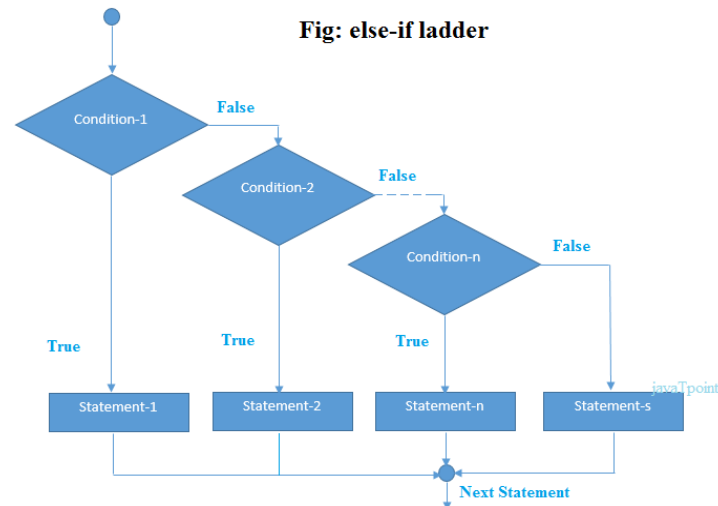 Fig: else-if ladder
Condition-1
False
Condition-2
False
Condition-n
False
True
True
True
javaTpoint
Statement-1
Statement-2
Statement-n
Statement-s
Next Statement